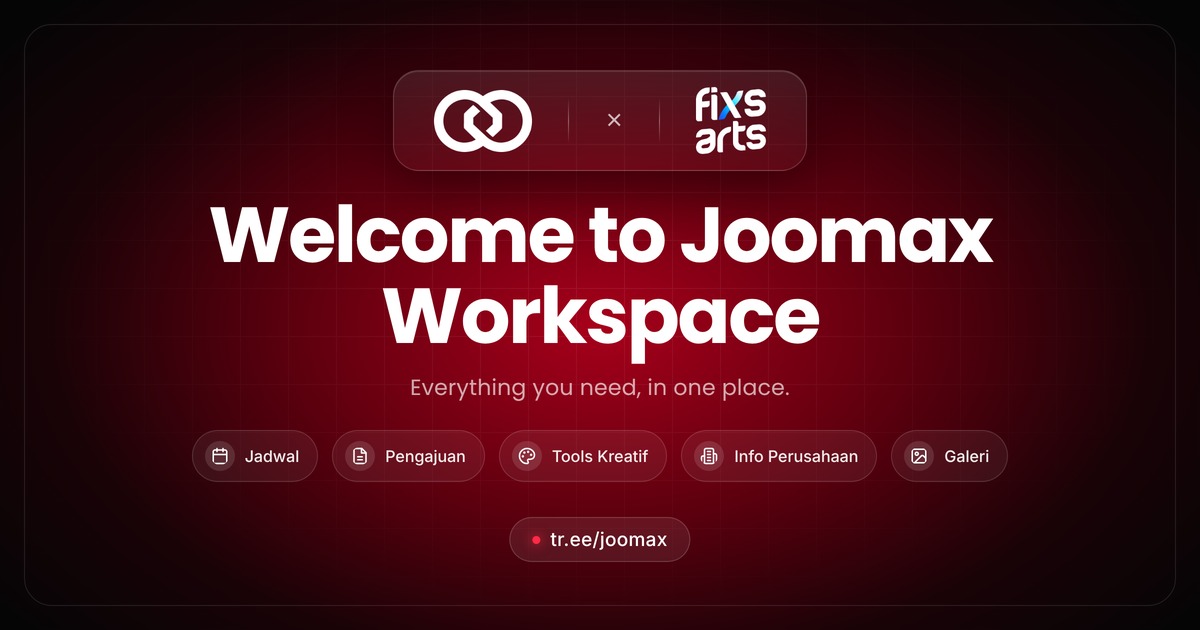 ×
fixs
arts
Welcome to Joomax
Workspace
Everything you need, in one place.
Jadwal Pengajuan Tools Kreatif Info Perusahaan Galeri
tr.ee/joomax